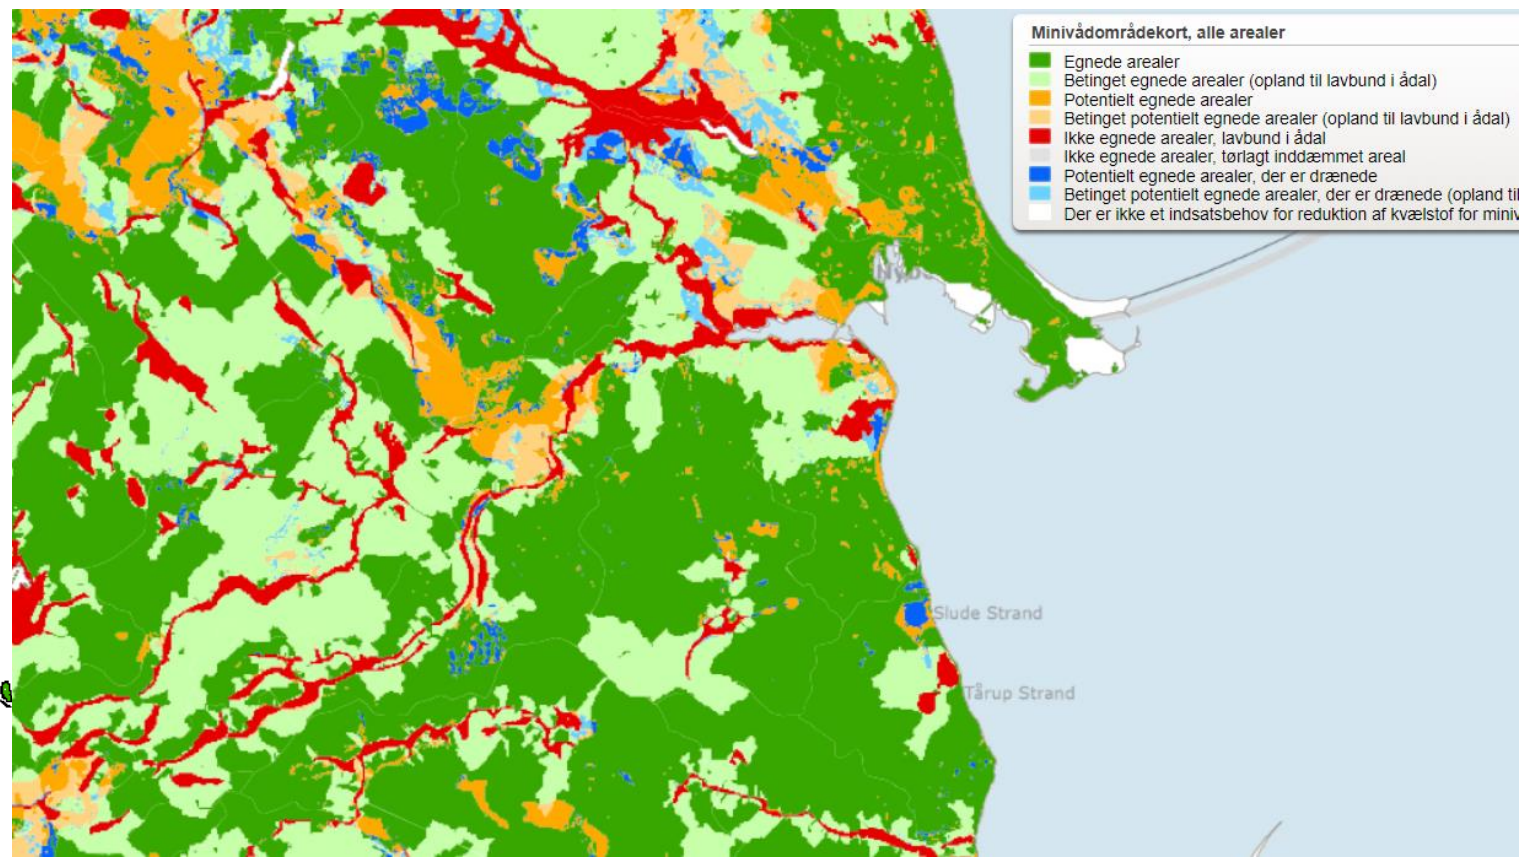 Minivådområdekort, alle arealer
Egnede arealer
Betinget egnede arealer (opland til lavbund i ådal)
Potentielt egnede arealer
Betinget potentielt egnede arealer (opland til lavbund i ådal)
Ikke egnede arealer, lavbund i ådal
Ikke egnede arealer, tørlagt inddæmmet areal
Potentielt egnede arealer, der er drænede
Betinget potentielt egnede arealer, der er drænede (opland til
Der er ikke et indsatsbehov for reduktion af kvælstof for
Slude Strand
Tårup Strand